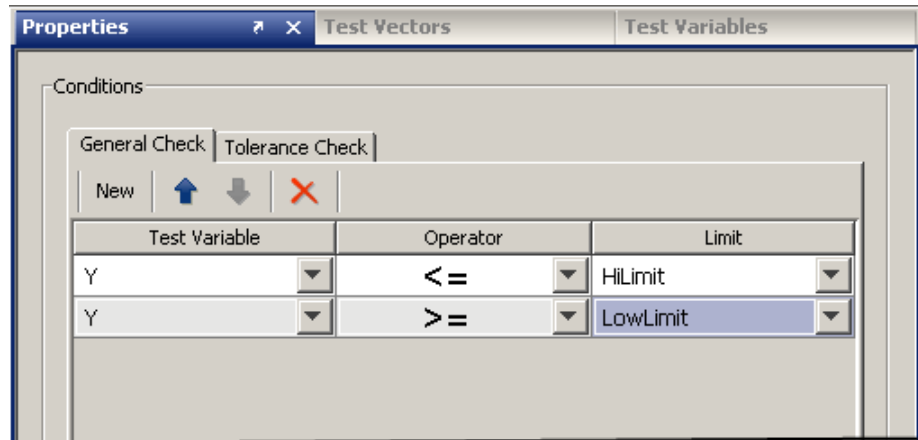 Properties Test Vectors Test Variables
Conditions
General Check Tolerance Check
New
Test Variable Operator Limit
Y <= HiLimit
Y >= LowLimit